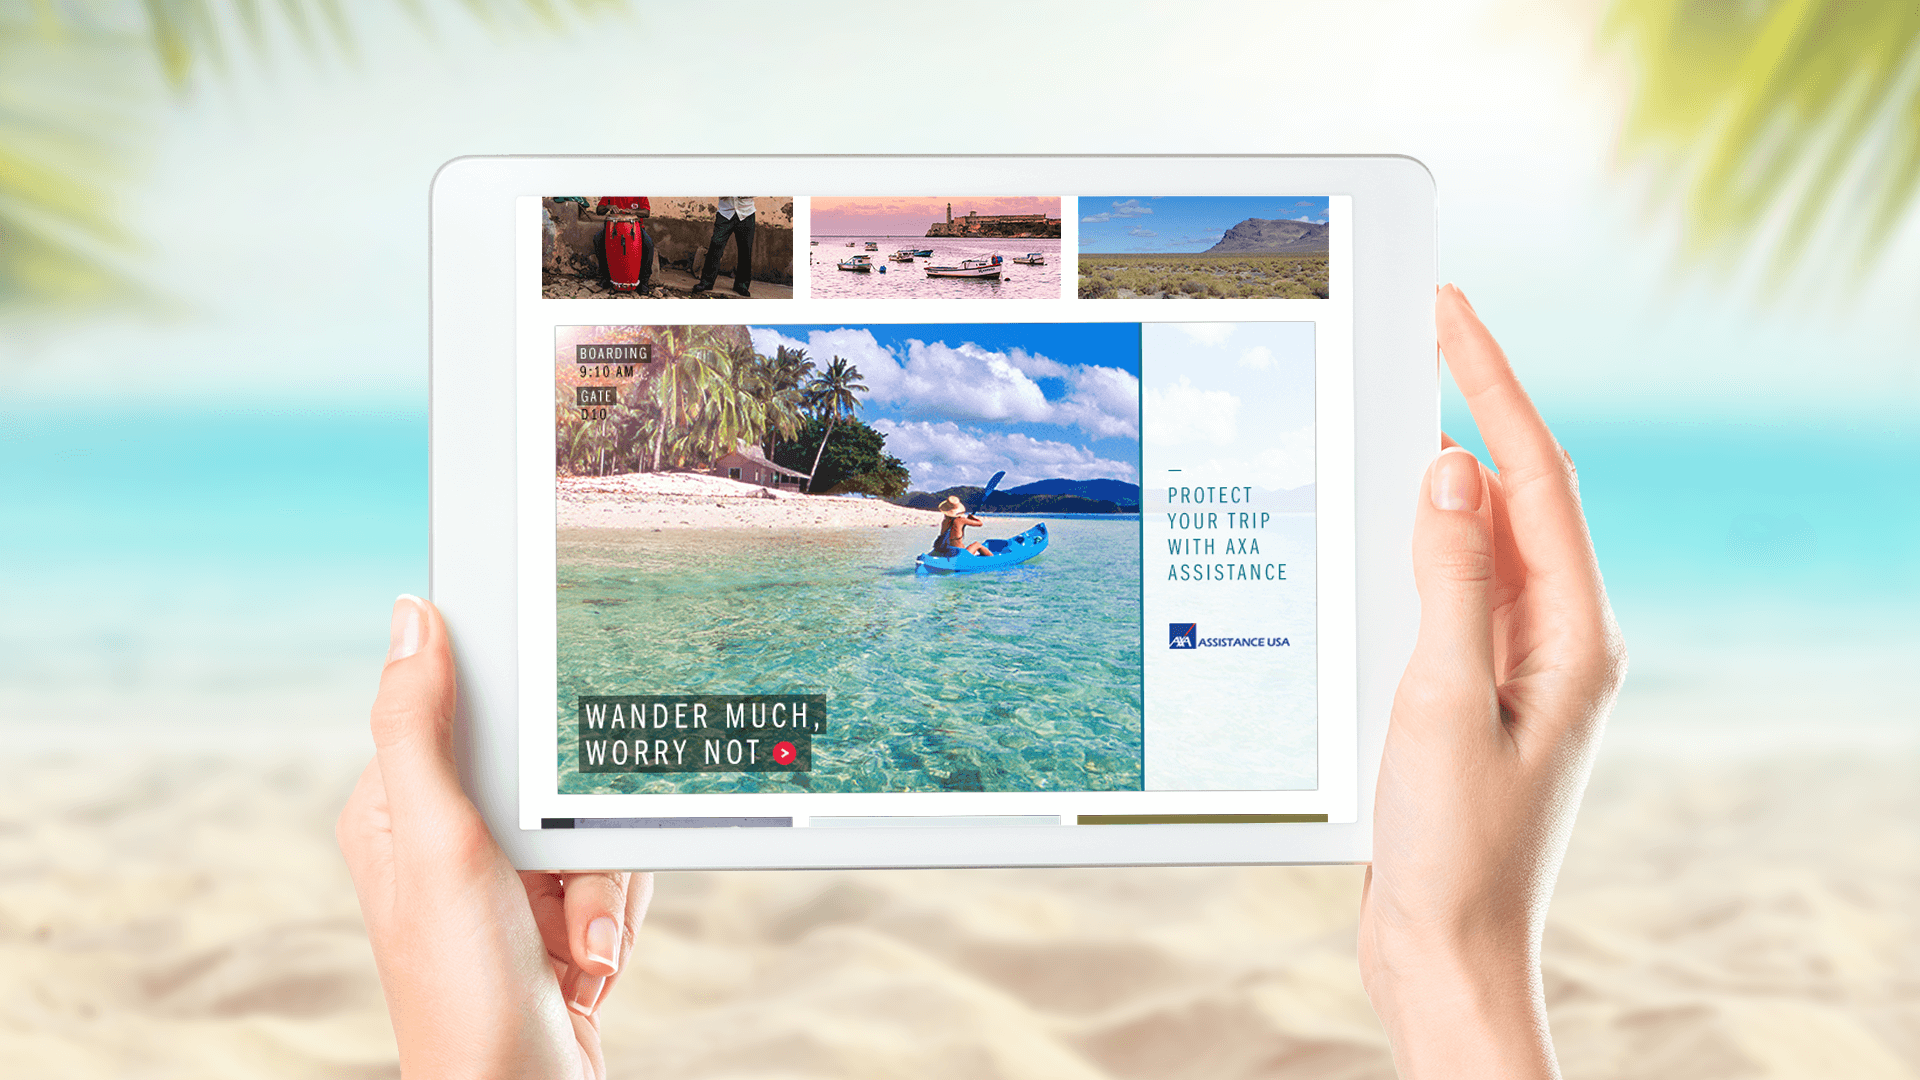 BOARDING
9:10 AM
GATE
D10
WANDER MUCH,
WORRY NOT >
PROTECT
YOUR TRIP
WITH AXA
ASSISTANCE
AXA ASSISTANCE USA